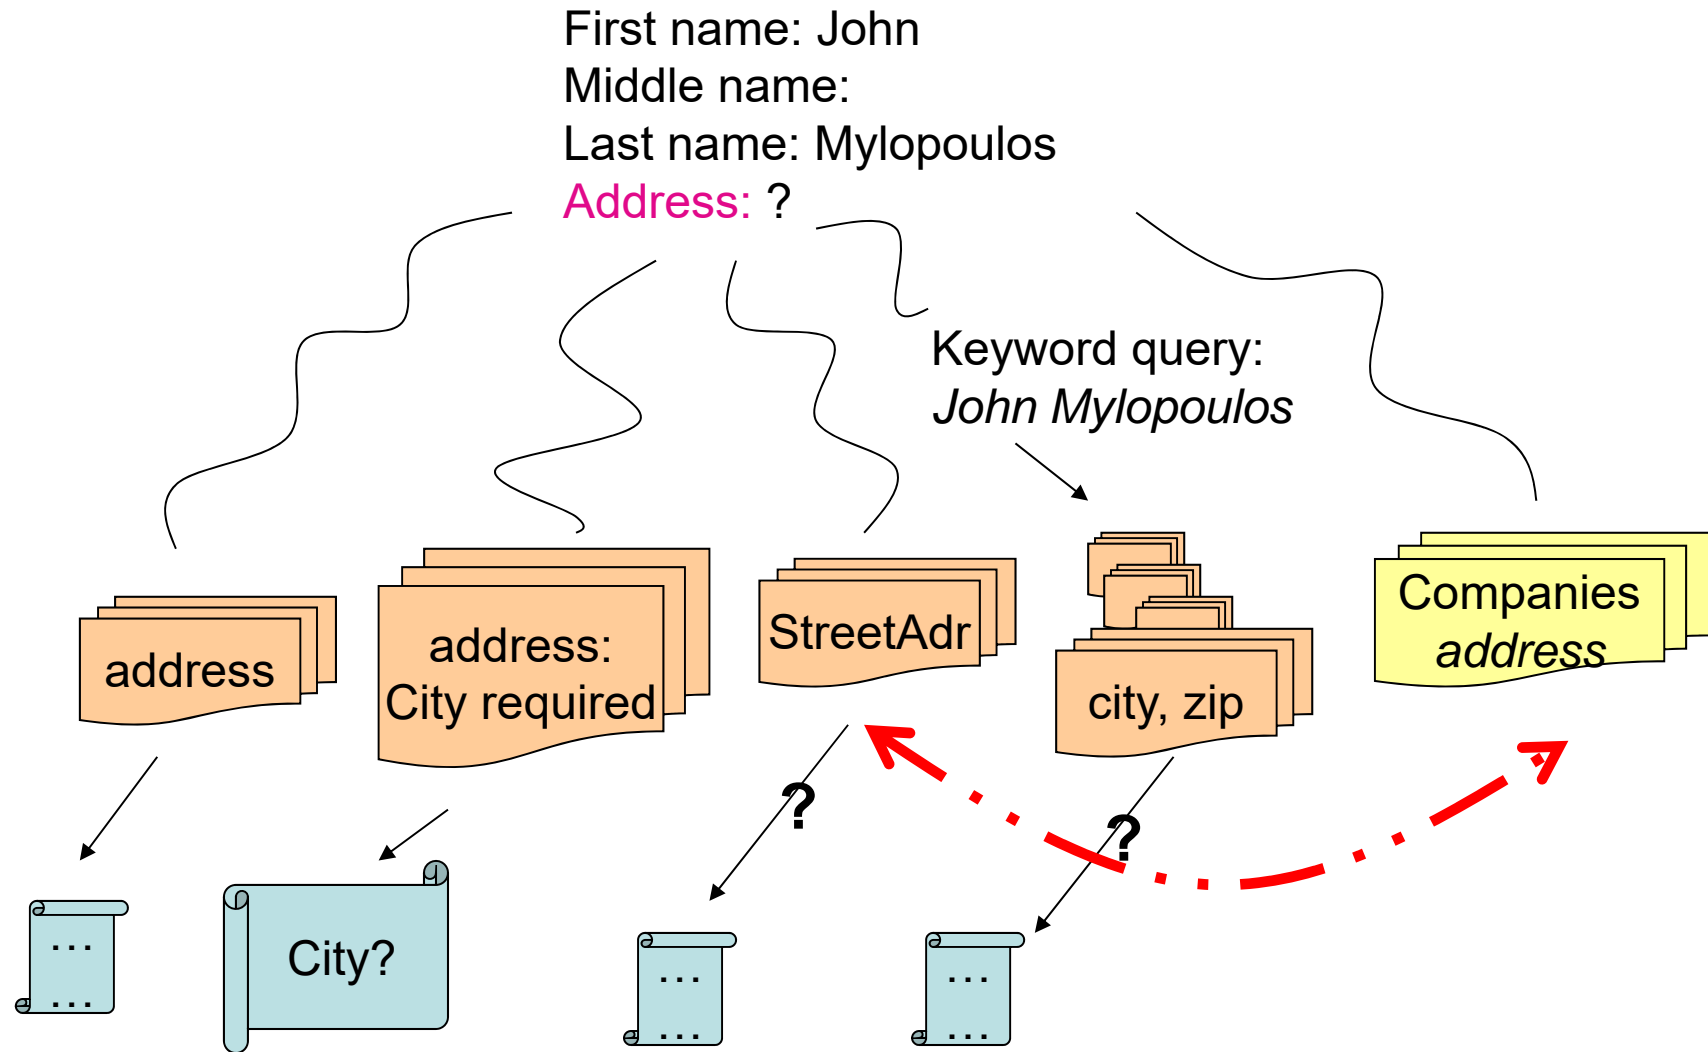 First name: John
Middle name:
Last name: Mylopoulos
Address: ?
Keyword query:
John Mylopoulos
address
address:
City required
StreetAdr
city, zip
Companies
address
?
?
...
...
City?
...
...
...
...